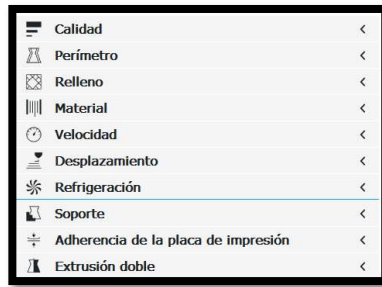 Calidad
Perímetro
Relleno
Material
Velocidad
Desplazamiento
Refrigeración
Soporte
Adherencia de la placa de impresión
Extrusión doble